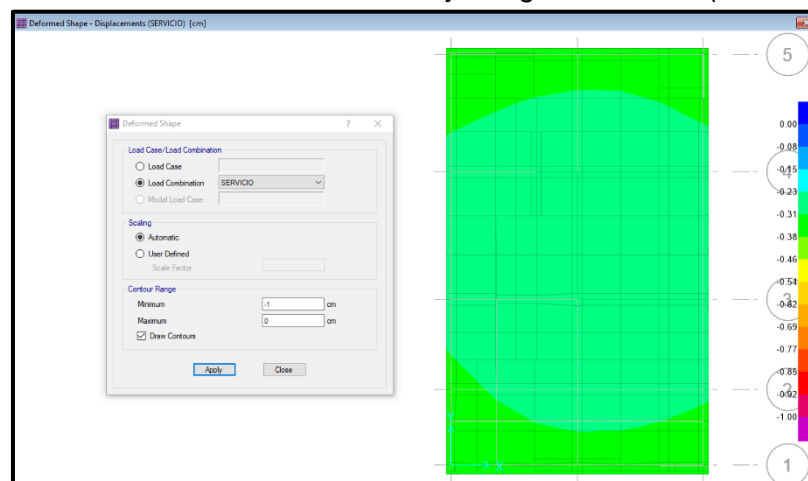 Deformed Shape - Displacements (SERVICIO) [cm]
Deformed Shape
?
Load Case/Load Combination
Load Case
Load Combination
SERVICIO
Modal Load Case
Scaling
Automatic
User Defined
Scale Factor
Contour Range
Minimum
-1
cm
Maximum
0
cm
Draw Contours
Apply
Close
5
4
3
2
1
Y
X
0.00
-0.08
-0.15
-0.23
-0.31
-0.38
-0.46
-0.54
-0.62
-0.69
-0.77
-0.85
-0.92
-1.00